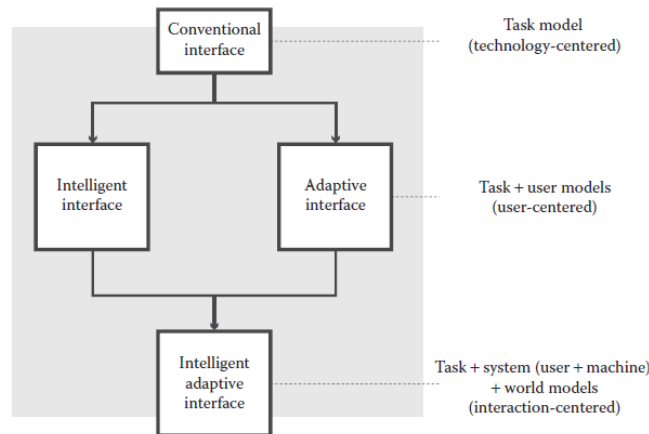 Conventional
interface
Task model
(technology-centered)
Intelligent
interface
Adaptive
interface
Task + user models
(user-centered)
Intelligent
adaptive
interface
Task + system (user + machine)
+ world models
(interaction-centered)